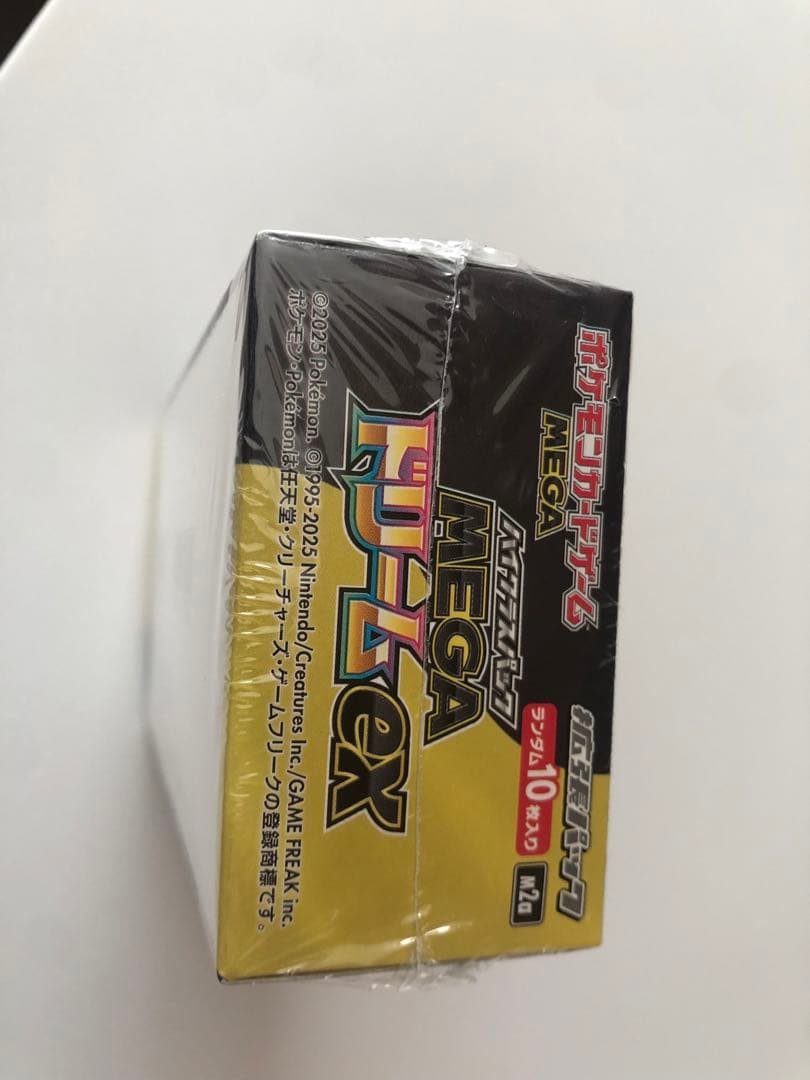 ポケモンカードゲーム
MEGA
拡張パック
ハイクラスパック
MEGA
ドリームex
ランダム10枚入り
M2a
©2025 Pokémon. ©1995-2025 Nintendo/Creatures Inc./GAME FREAK inc.
ポケモン・Pokémonは任天堂・クリーチャーズ・ゲームフリークの登録商標です。